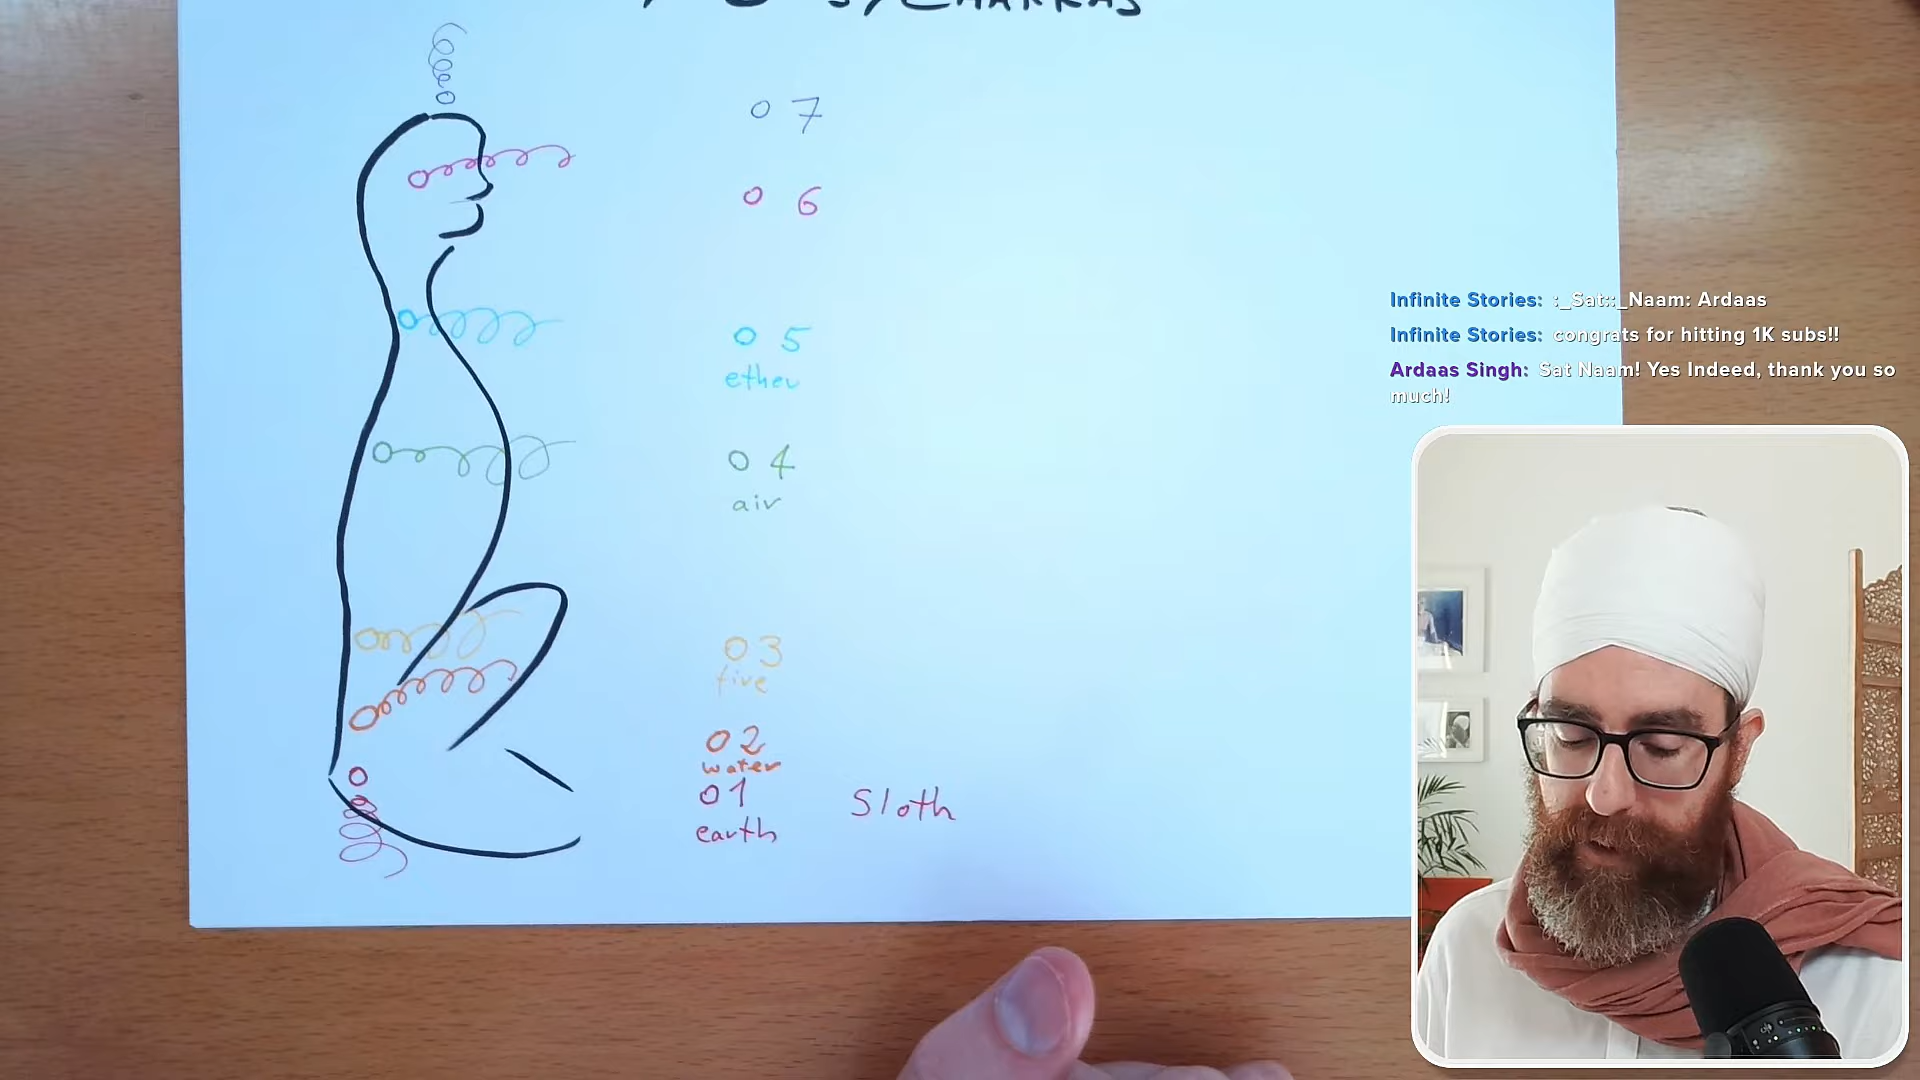 S/CHAKRAS
o 7
o 6
o 5
ether
o 4
air
o 3
fire
o 2
water
o 1
earth
Sloth
Infinite Stories: :_Sat::_Naam: Ardaas
Infinite Stories: congrats for hitting 1K subs!!
Ardaas Singh: Sat Naam! Yes Indeed, thank you so
much!